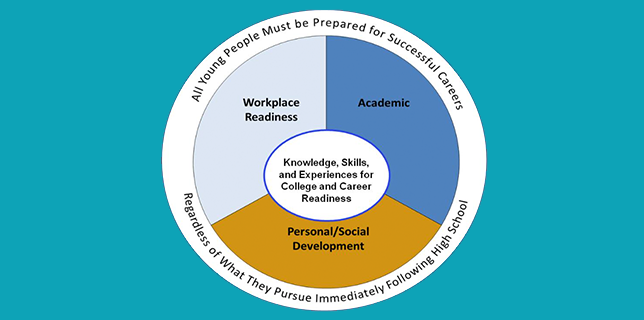 All Young People Must be Prepared for Successful Careers
Workplace
Readiness
Academic
Knowledge, Skills,
and Experiences for
College and Career
Readiness
Personal/Social
Development
Regardless of What They Pursue Immediately Following High School